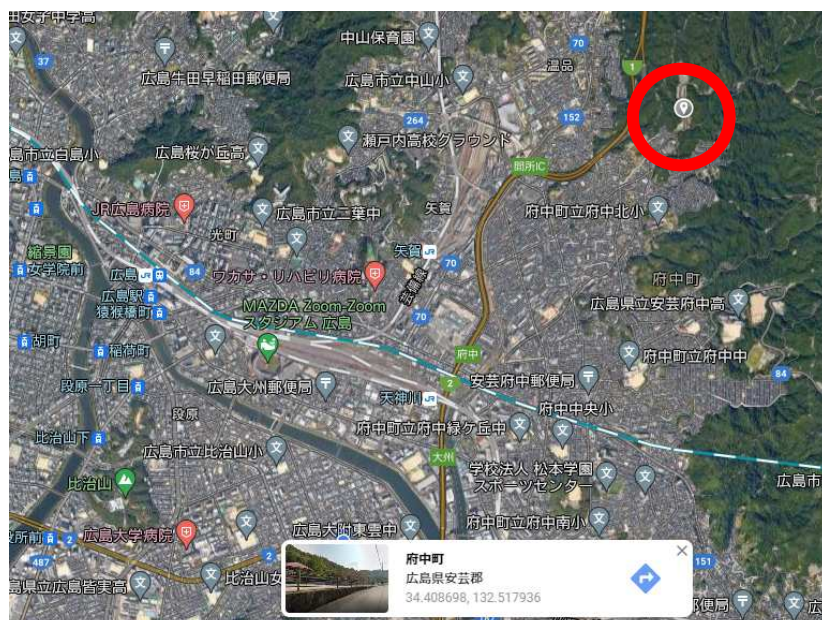 田女子中学高
37
広島牛田早稲田郵便局
中山保育園
広島市立中山小
70
温品
1
264
152
瀬戸内高校グラウンド
島市立白島小
広島桜が丘高
間所IC
JR広島病院
広島市立二葉中
矢賀
府中町立府中北小
光町
縮景園
女学院前
広島
JR
84
矢賀
JR
70
ワカサ・リハビリ病院
芸備線
府中町
広島駅
猿猴橋町
MAZDA Zoom-Zoom
スタジアム 広島
70
広島県立安芸府中高
胡町
稲荷町
府中
府中町立府中中
段原一丁目
広島大州郵便局
2
安芸府中郵便局
84
段原
天神川
JR
府中中央小
比治山下
広島市立比治山小
府中町立府中緑ケ丘中
大州
比治山
学校法人 松本学園
スポーツセンター
広島市
広島大学病院
広島大附東雲中
府中町立府中南小
役所前
2
2
487
島県立広島皆実高
比治山女
府中町
広島県安芸郡
34.408698, 132.517936
151
郵便局
広